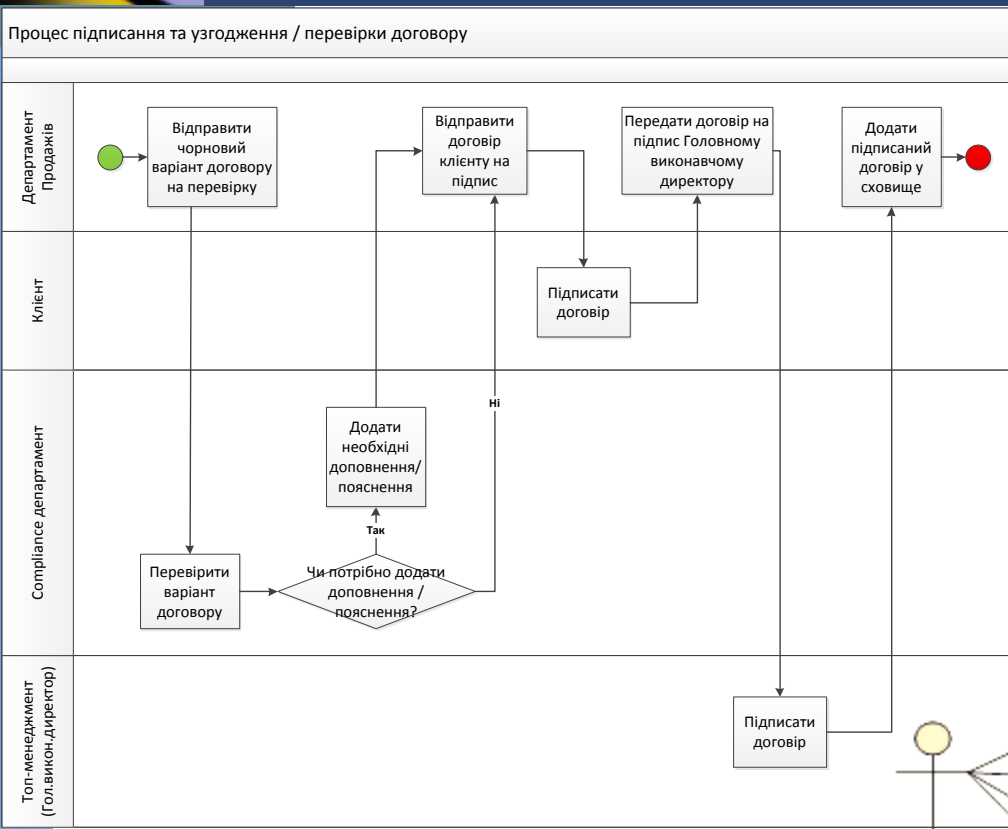 Процес підписання та узгодження / перевірки договору
Департамент
Продажів
Відправити
чорновий
варіант договору
на перевірку
Відправити
договір
клієнту на
підпис
Передати договір на
підпис Головному
виконавчому
директору
Додати
підписаний
договір у
сховище
Клієнт
Підписати
договір
Compliance департамент
Ні
Додати
необхідні
доповнення/
пояснення
Так
Перевірити
варіант
договору
Чи потрібно додати
доповнення /
пояснення?
Топ-менеджмент
(Гол.викон.директор)
Підписати
договір